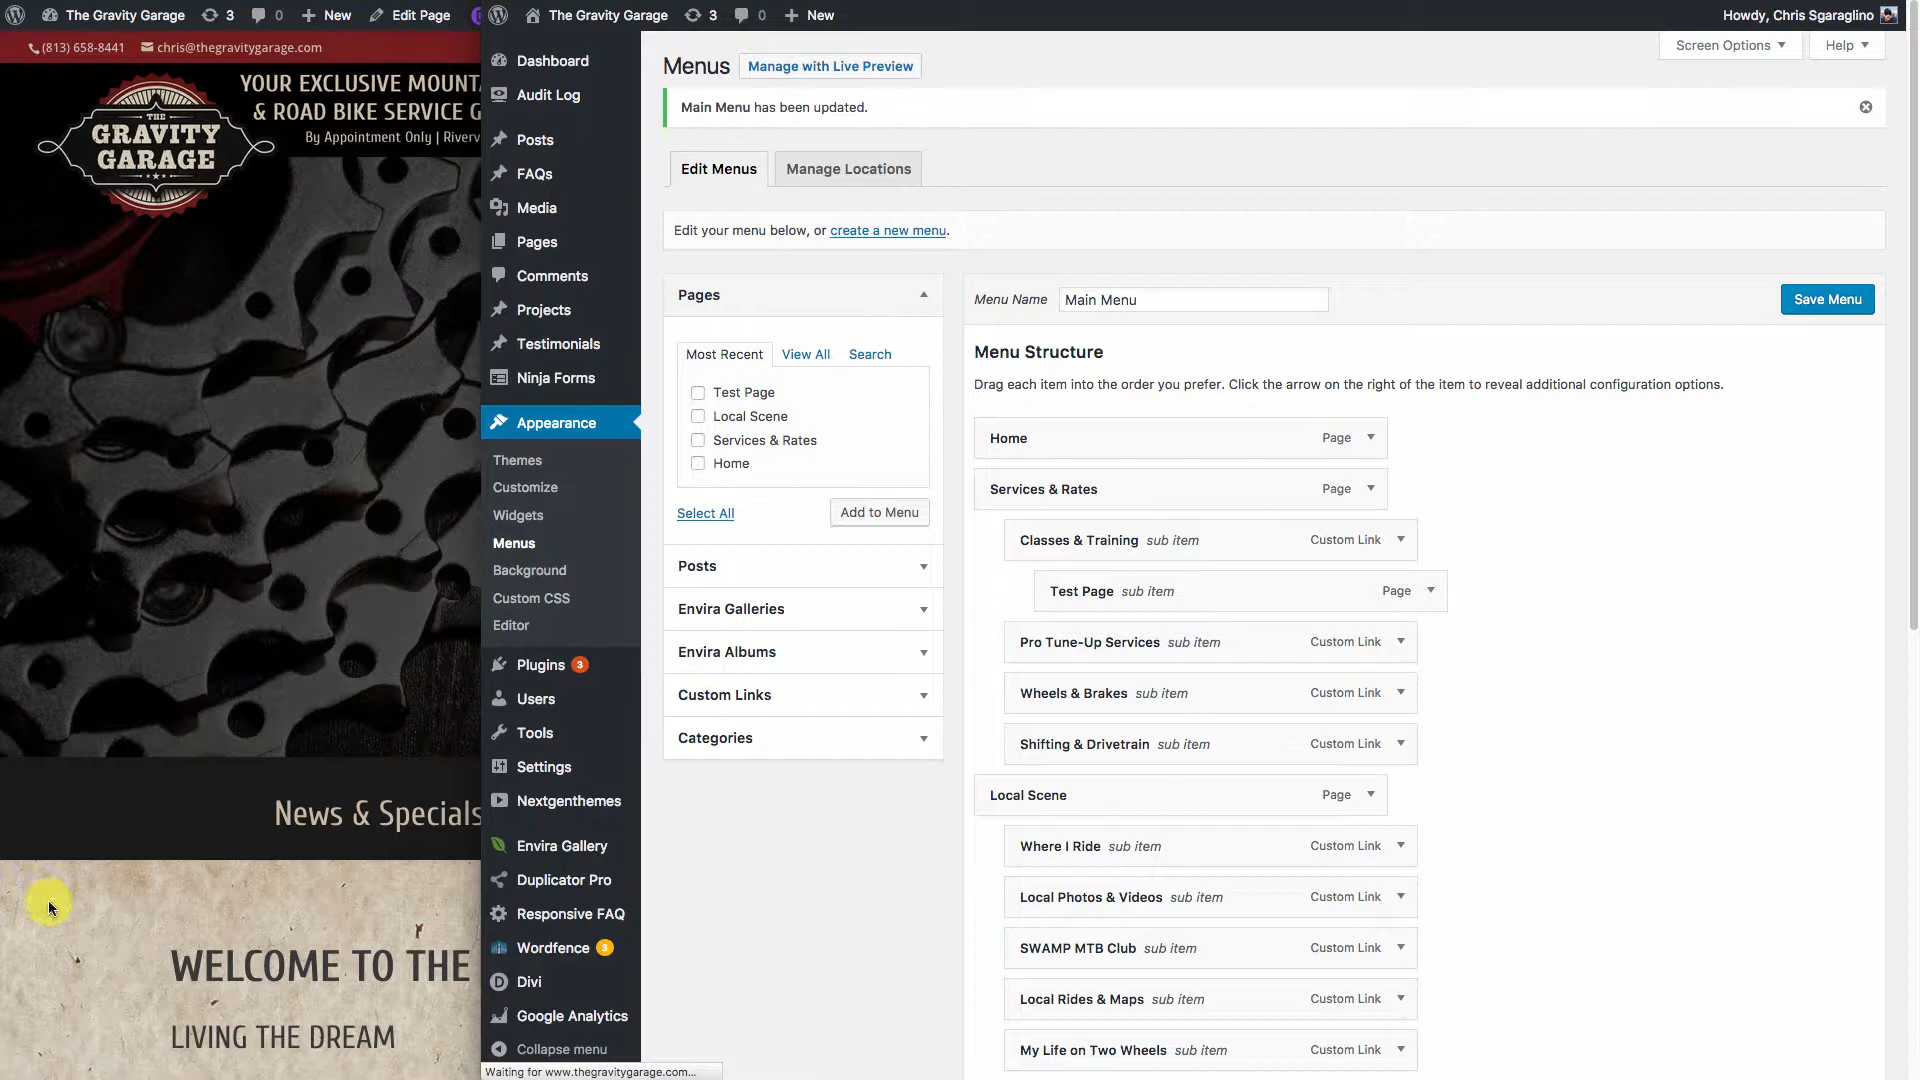 The Gravity Garage 3 0 New Edit Page
(813) 658-8441 chris@thegravitygarage.com
THE
GRAVITY
GARAGE
YOUR EXCLUSIVE MOUNTA
& ROAD BIKE SERVICE G
By Appointment Only | Riverv
News & Specials
WELCOME TO THE
LIVING THE DREAM
The Gravity Garage 3 0 New
Howdy, Chris Sgaraglino
Dashboard
Audit Log
Posts
FAQs
Media
Pages
Comments
Projects
Testimonials
Ninja Forms
Appearance
Themes
Customize
Widgets
Menus
Background
Custom CSS
Editor
Plugins 3
Users
Tools
Settings
Nextgenthemes
Envira Gallery
Duplicator Pro
Responsive FAQ
Wordfence 3
Divi
Google Analytics
Collapse menu
Waiting for www.thegravitygarage.com...
Screen Options Help
Menus Manage with Live Preview
Main Menu has been updated.
Edit Menus Manage Locations
Edit your menu below, or create a new menu.
Pages
Most Recent View All Search
Test Page
Local Scene
Services & Rates
Home
Select All Add to Menu
Posts
Envira Galleries
Envira Albums
Custom Links
Categories
Menu Name Main Menu Save Menu
Menu Structure
Drag each item into the order you prefer. Click the arrow on the right of the item to reveal additional configuration options.
Home Page
Services & Rates Page
Classes & Training sub item Custom Link
Test Page sub item Page
Pro Tune-Up Services sub item Custom Link
Wheels & Brakes sub item Custom Link
Shifting & Drivetrain sub item Custom Link
Local Scene Page
Where I Ride sub item Custom Link
Local Photos & Videos sub item Custom Link
SWAMP MTB Club sub item Custom Link
Local Rides & Maps sub item Custom Link
My Life on Two Wheels sub item Custom Link